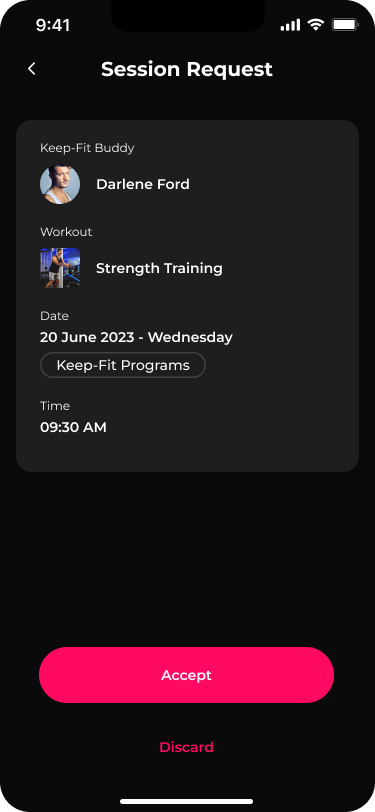 9:41
Session Request
Keep-Fit Buddy
Darlene Ford
Workout
Strength Training
Date
20 June 2023 - Wednesday
Keep-Fit Programs
Time
09:30 AM
Accept
Discard